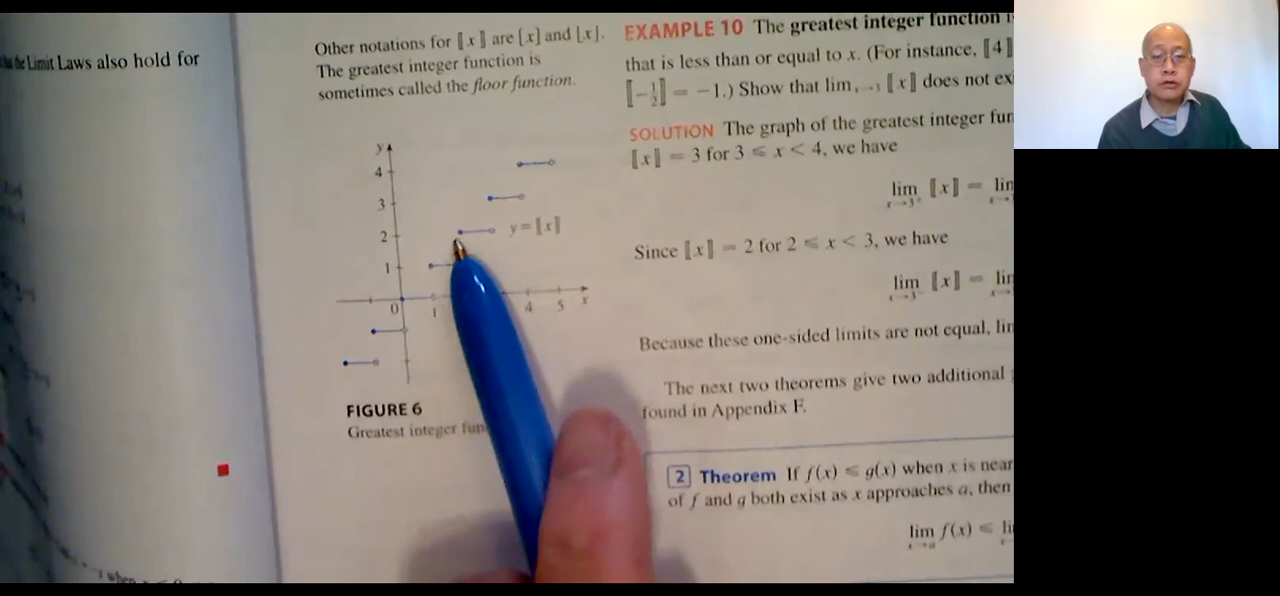 the Limit Laws also hold for
Other notations for ⟦x⟧ are [x] and ⌊x⌋.
The greatest integer function is
sometimes called the floor function.
y
4
3
2
1
0
1
4
5
x
y = ⟦x⟧
FIGURE 6
Greatest integer fun
EXAMPLE 10 The greatest integer function
that is less than or equal to x. (For instance, ⟦4⟧
⟦-1/2⟧ = -1.) Show that lim x→3 ⟦x⟧ does not
SOLUTION The graph of the greatest integer fun
⟦x⟧ = 3 for 3 ≤ x < 4, we have
lim x→3⁺ ⟦x⟧ = lim
Since ⟦x⟧ = 2 for 2 ≤ x < 3, we have
lim x→3⁻ ⟦x⟧ = lim
Because these one-sided limits are not equal, lim
The next two theorems give two additional
found in Appendix F.
2 Theorem If f(x) ≤ g(x) when x is near
of f and g both exist as x approaches a, then
lim x→a f(x) ≤ li
when